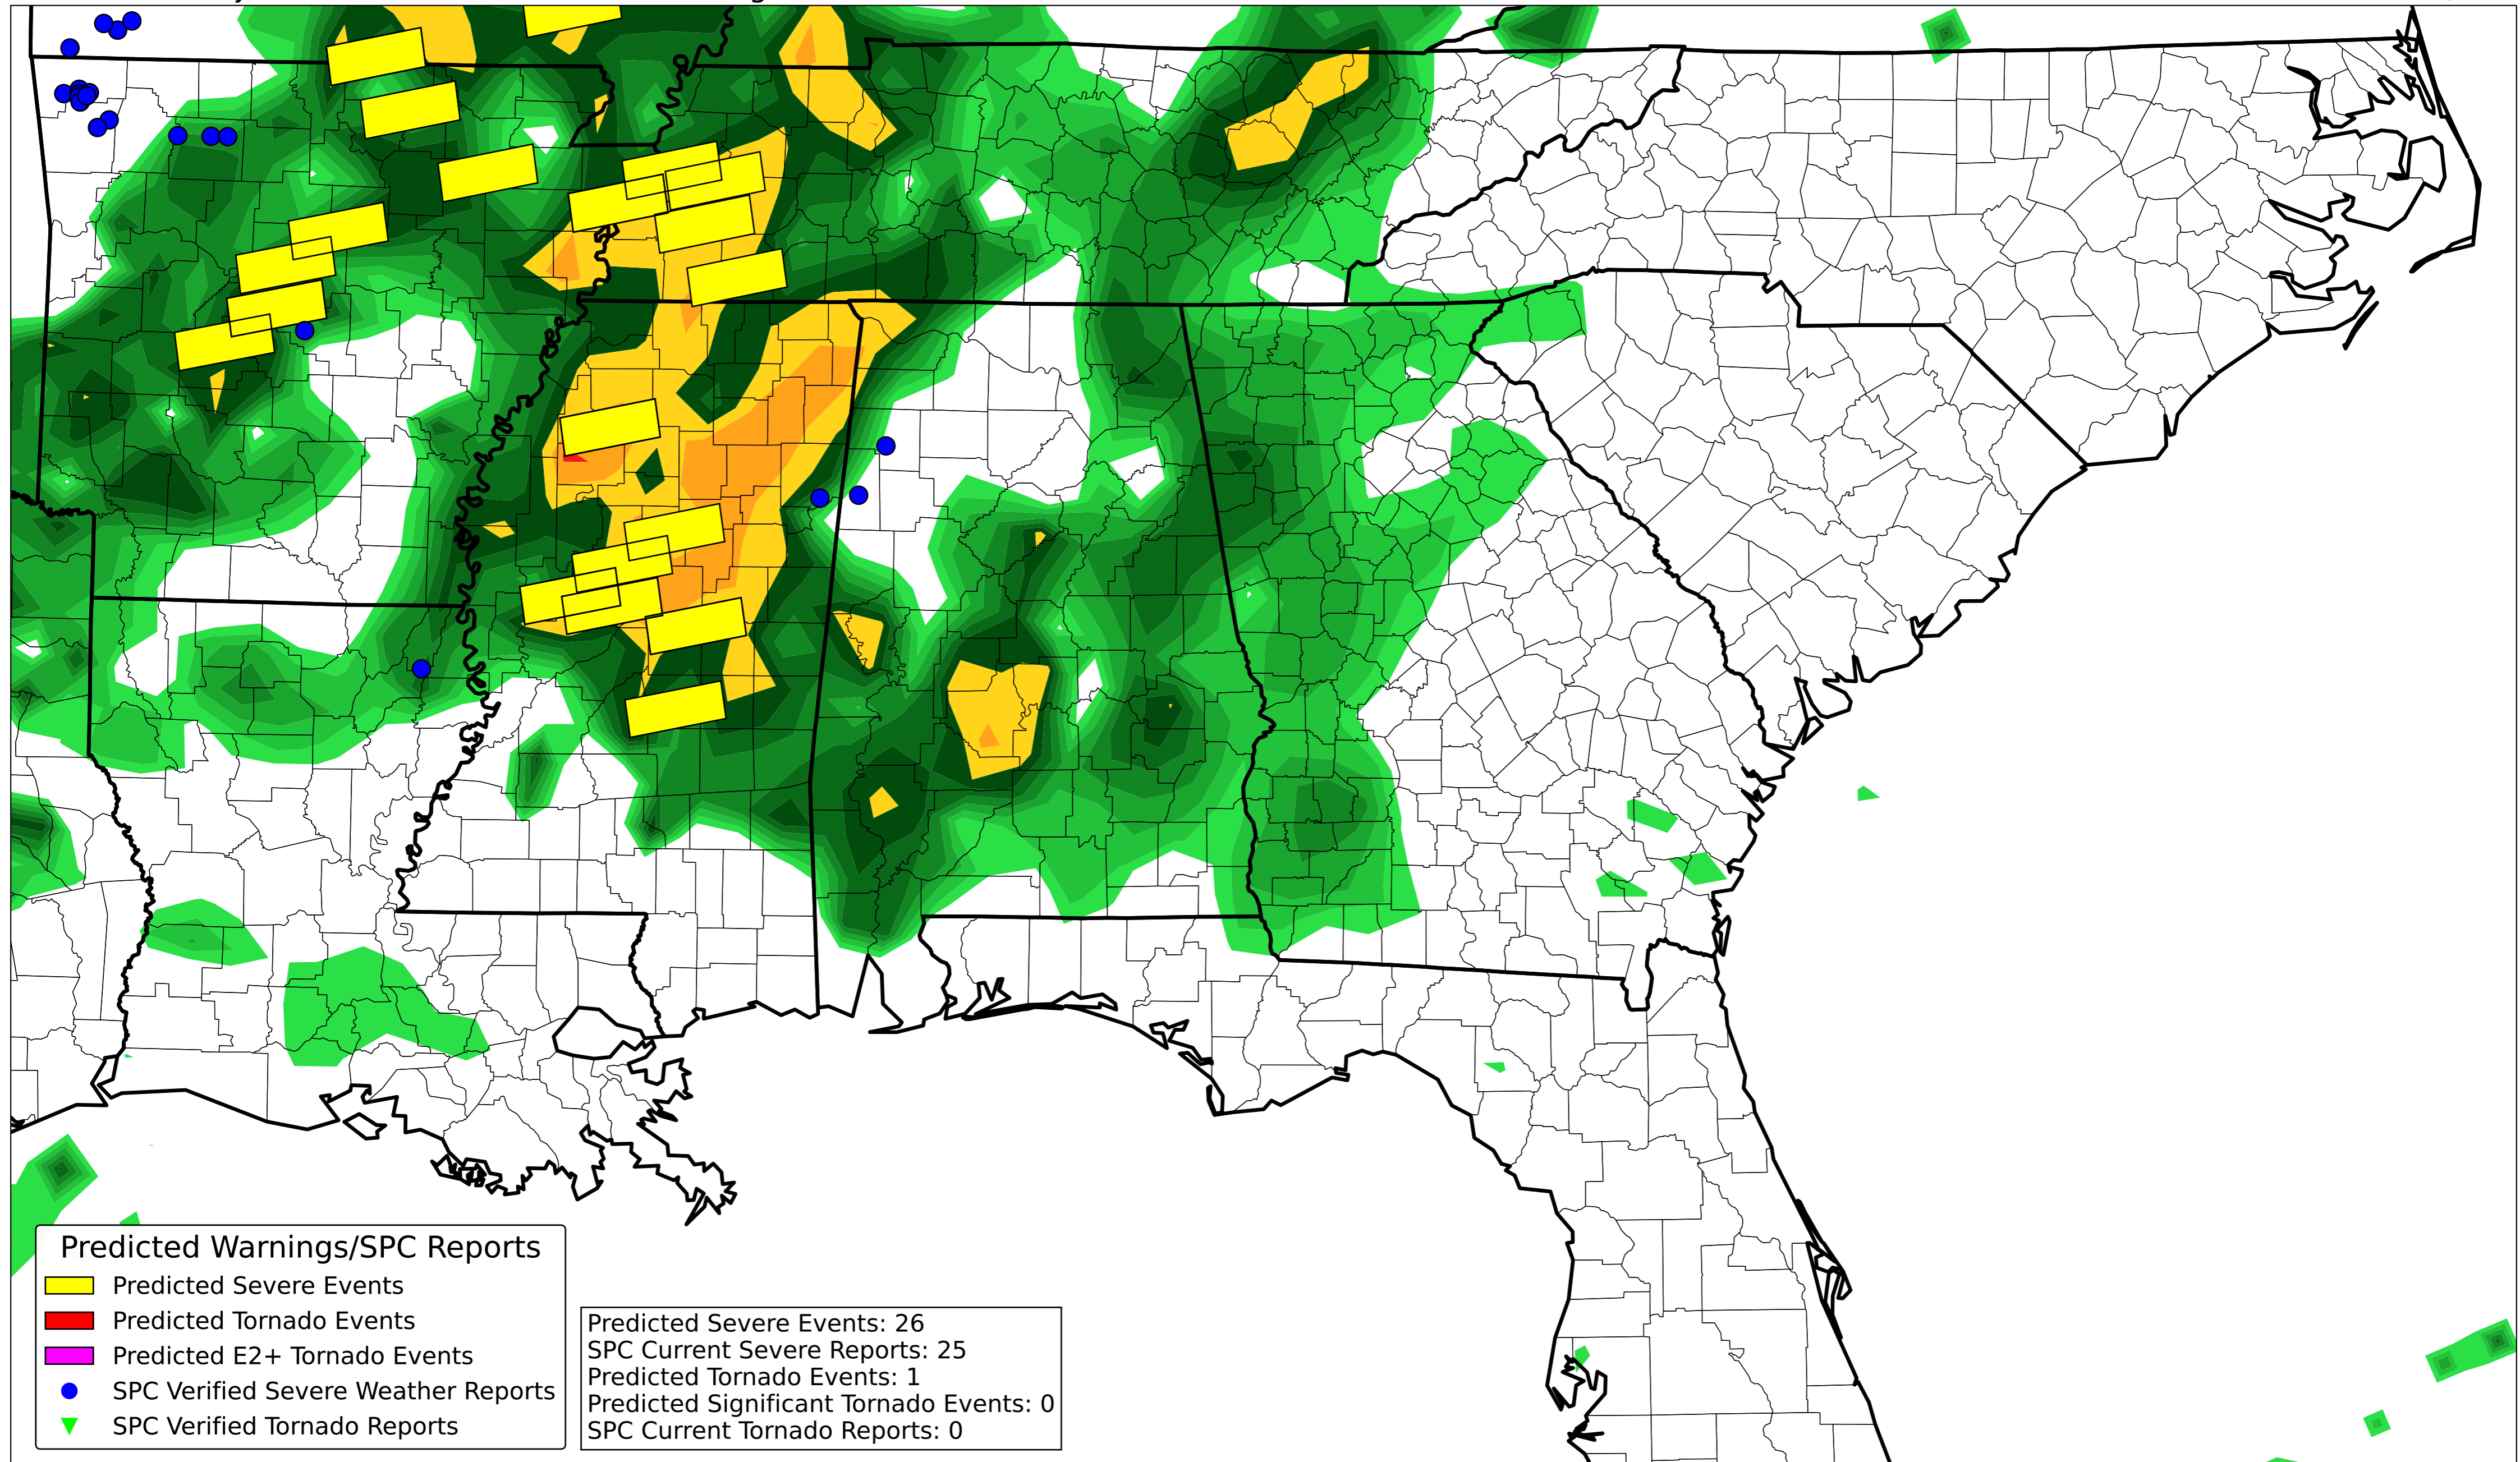 Predicted Warnings/SPC Reports
Predicted Severe Events
Predicted Tornado Events
Predicted E2+ Tornado Events
SPC Verified Severe Weather Reports
SPC Verified Tornado Reports
Predicted Severe Events: 26
SPC Current Severe Reports: 25
Predicted Tornado Events: 1
Predicted Significant Tornado Events: 0
SPC Current Tornado Reports: 0